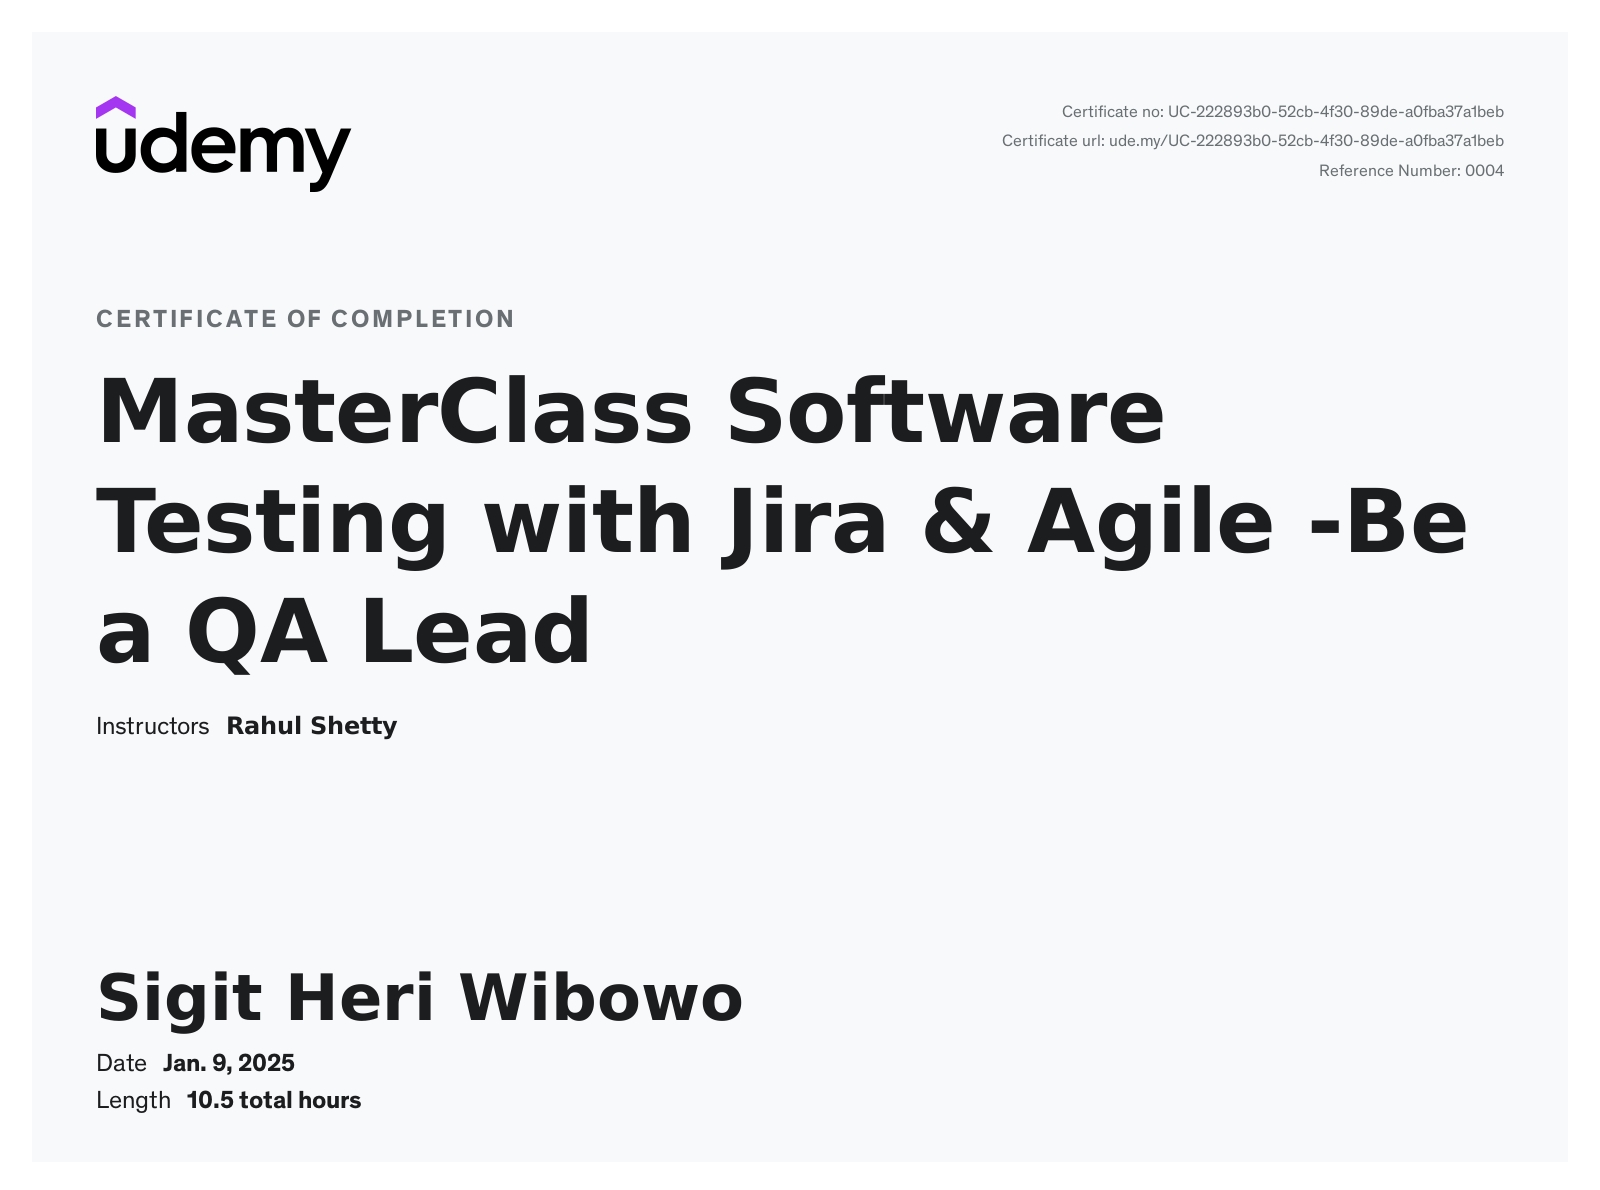 udemy
Certificate no: UC-222893b0-52cb-4f30-89de-a0fba37a1beb
Certificate url: ude.my/UC-222893b0-52cb-4f30-89de-a0fba37a1beb
Reference Number: 0004
CERTIFICATE OF COMPLETION
MasterClass Software
Testing with Jira & Agile -Be
a QA Lead
Instructors Rahul Shetty
Sigit Heri Wibowo
Date Jan. 9, 2025
Length 10.5 total hours